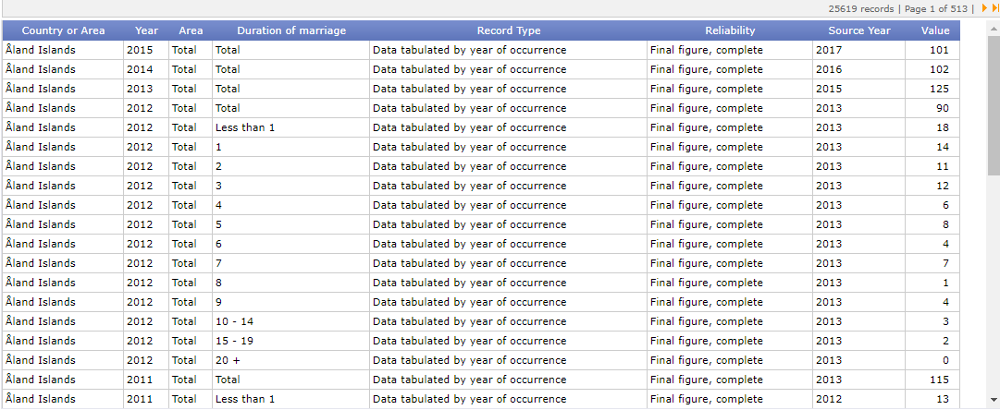 25619 records | Page 1 of 513 |
Country or Area Year Area Duration of marriage Record Type Reliability Source Year Value
Åland Islands 2015 Total Total Data tabulated by year of occurrence Final figure, complete 2017 101
Åland Islands 2014 Total Total Data tabulated by year of occurrence Final figure, complete 2016 102
Åland Islands 2013 Total Total Data tabulated by year of occurrence Final figure, complete 2015 125
Åland Islands 2012 Total Total Data tabulated by year of occurrence Final figure, complete 2013 90
Åland Islands 2012 Total Less than 1 Data tabulated by year of occurrence Final figure, complete 2013 18
Åland Islands 2012 Total 1 Data tabulated by year of occurrence Final figure, complete 2013 14
Åland Islands 2012 Total 2 Data tabulated by year of occurrence Final figure, complete 2013 11
Åland Islands 2012 Total 3 Data tabulated by year of occurrence Final figure, complete 2013 12
Åland Islands 2012 Total 4 Data tabulated by year of occurrence Final figure, complete 2013 6
Åland Islands 2012 Total 5 Data tabulated by year of occurrence Final figure, complete 2013 8
Åland Islands 2012 Total 6 Data tabulated by year of occurrence Final figure, complete 2013 4
Åland Islands 2012 Total 7 Data tabulated by year of occurrence Final figure, complete 2013 7
Åland Islands 2012 Total 8 Data tabulated by year of occurrence Final figure, complete 2013 1
Åland Islands 2012 Total 9 Data tabulated by year of occurrence Final figure, complete 2013 4
Åland Islands 2012 Total 10 - 14 Data tabulated by year of occurrence Final figure, complete 2013 3
Åland Islands 2012 Total 15 - 19 Data tabulated by year of occurrence Final figure, complete 2013 2
Åland Islands 2012 Total 20 + Data tabulated by year of occurrence Final figure, complete 2013 0
Åland Islands 2011 Total Total Data tabulated by year of occurrence Final figure, complete 2013 115
Åland Islands 2011 Total Less than 1 Data tabulated by year of occurrence Final figure, complete 2012 13